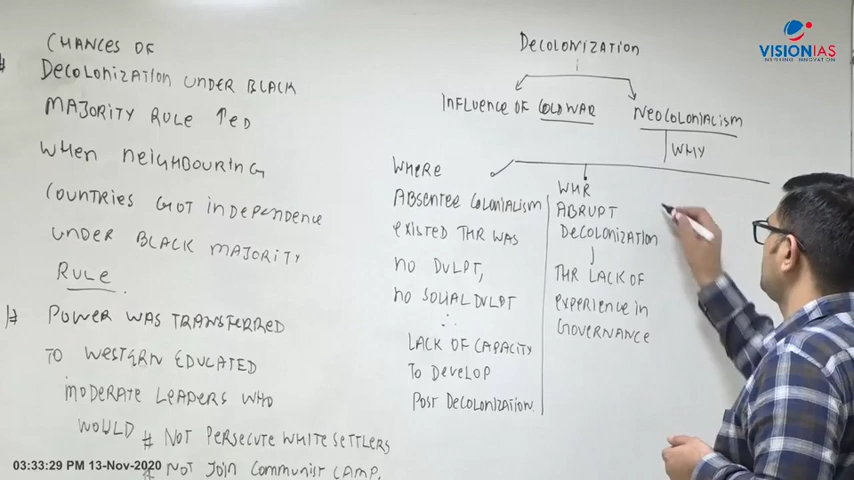 CHANCES OF
DECOLONIZATION UNDER BLACK
MAJORITY RULE ↑ED
WHEN NEIGHBOURING
COUNTRIES GOT INDEPENDENCE
UNDER BLACK MAJORITY
RULE
# POWER WAS TRANSFERRED
TO WESTERN EDUCATED
MODERATE LEADERS WHO
WOULD # NOT PERSECUTE WHITE SETTLERS
# NOT JOIN COMMUNIST CAMP.
DECOLONIZATION
INFLUENCE OF COLD WAR
NEOCOLONIALISM
WHY
WHERE
ABSENTEE COLONIALISM
EXISTED THR WAS
NO DVLPT,
NO SOCIAL DVLPT
∴
LACK OF CAPACITY
TO DEVELOP
POST DECOLONIZATION.
WHR
ABRUPT
DECOLONIZATION
↓
THR LACK OF
EXPERIENCE IN
GOVERNANCE
VISIONIAS
INSPIRING INNOVATION
03:33:29 PM 13-Nov-2020